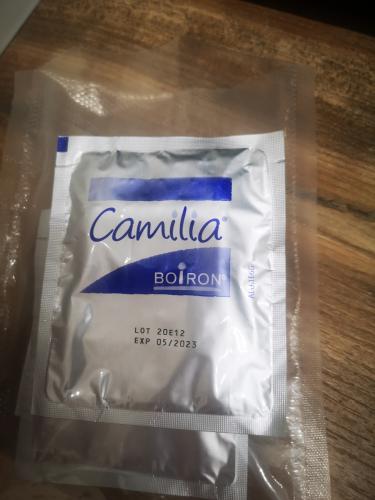 Camilia®
BOIRON®
LOT 20E12
EXP 05/2023